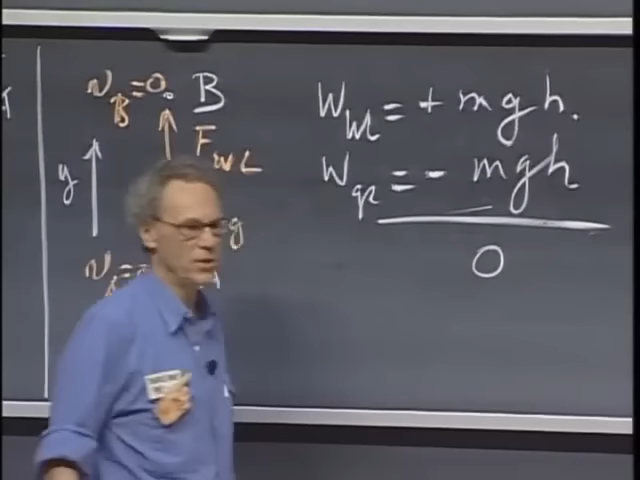 v_B = 0. B
F_WL
y
g
v
W_WL = + mgh.
W_gr = - mgh
0